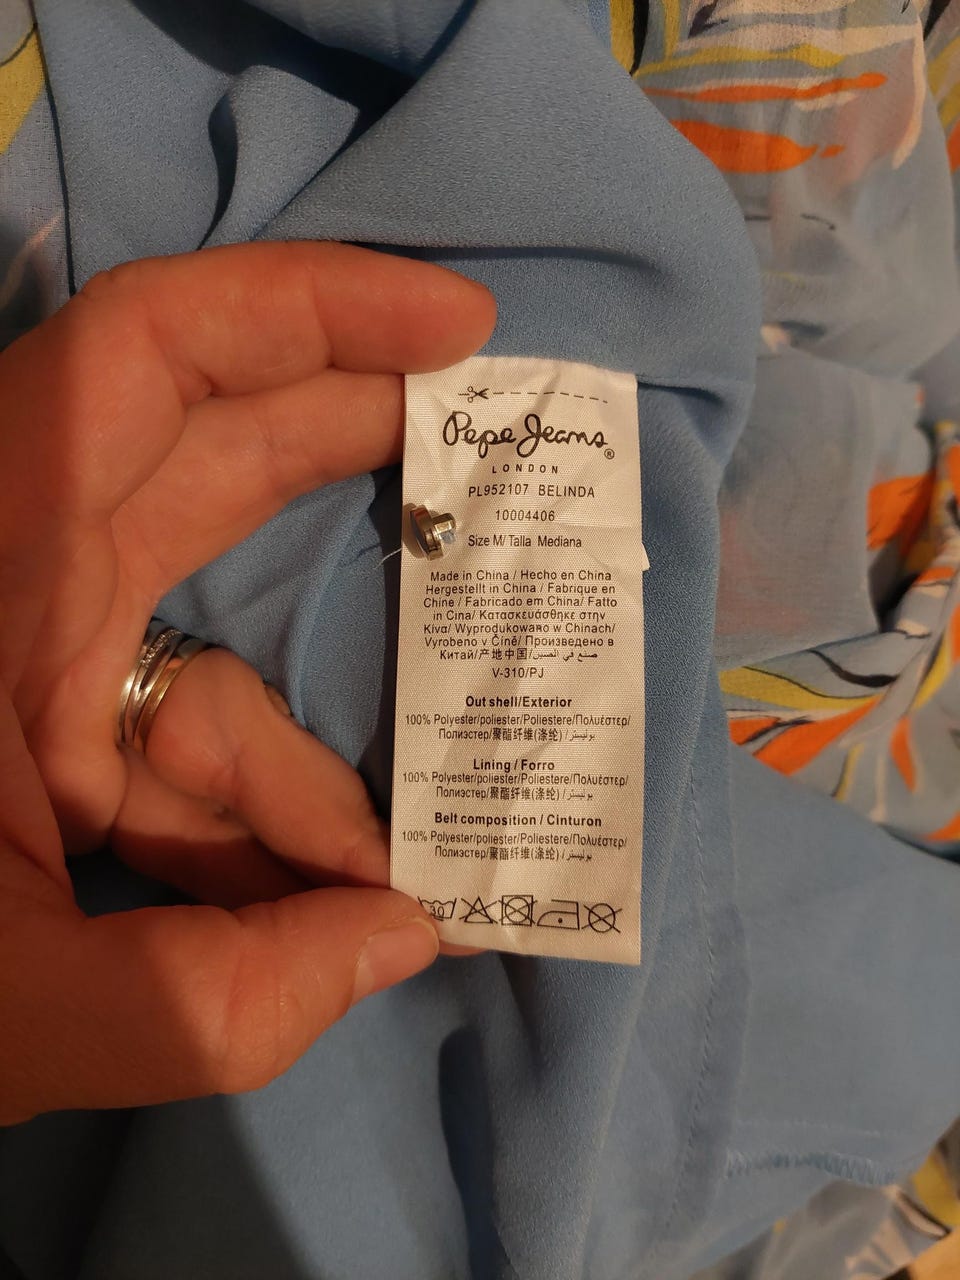 Pepe Jeans®
LONDON
PL952107 BELINDA
10004406
Size M/ Talla Mediana
Made in China / Hecho en China
Hergestellt in China / Fabrique en
Chine / Fabricado em China/ Fatto
in Cina/ Κατασκευάσθηκε στην
Κίνα/ Wyprodukowano w Chinach/
Vyrobeno v Číně/ Произведено в
Китай/产地中国/صنع في الصين
V-310/PJ
Out shell/Exterior
100% Polyester/poliester/Poliestere/Πολυέστερ/
Полиэстер/聚酯纤维(涤纶) /بوليستر
Lining / Forro
100% Polyester/poliester/Poliestere/Πολυέστερ/
Полиэстер/聚酯纤维(涤纶) /بوليستر
Belt composition / Cinturon
100% Polyester/poliester/Poliestere/Πολυέστερ/
Полиэстер/聚酯纤维(涤纶) /بوليستر
30